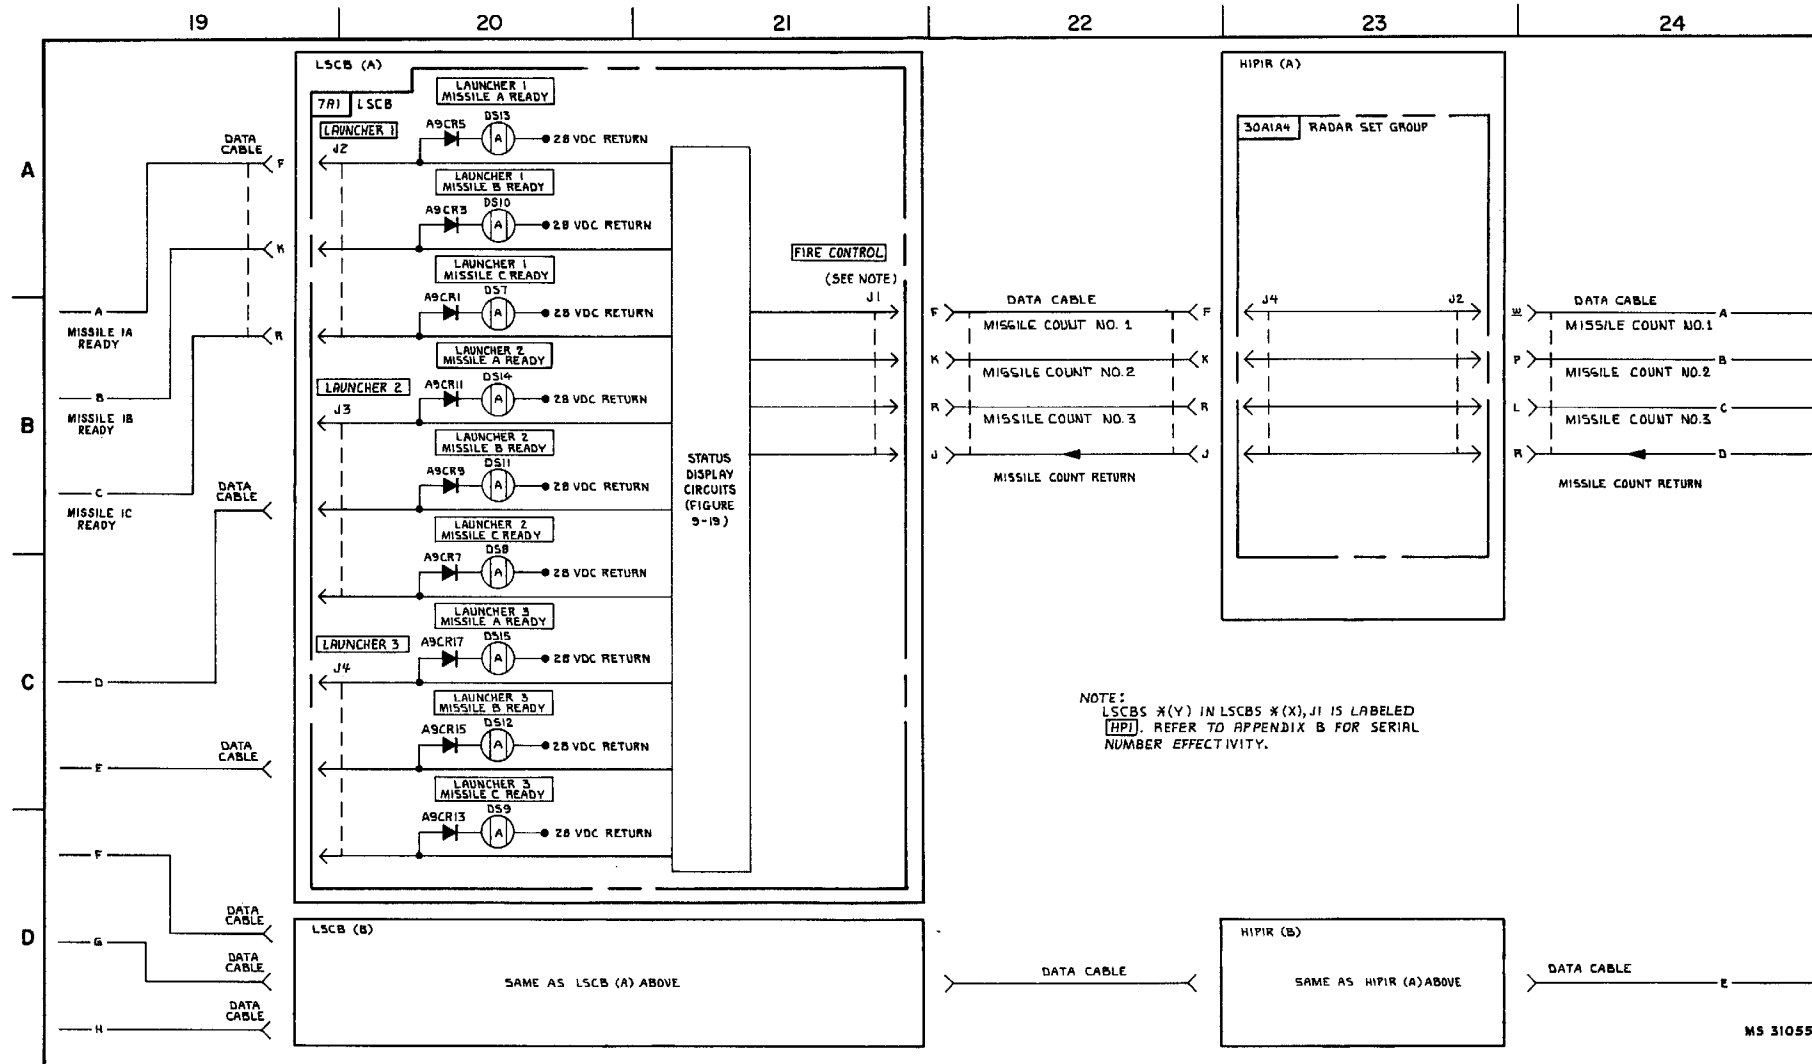 19 20 21 22 23 24
A
B
C
D
LSCB (A)
7A1 LSCB
LAUNCHER 1
J2
LAUNCHER 1
MISSILE A READY
A9CR5 DS13
A 28 VDC RETURN
LAUNCHER 1
MISSILE B READY
A9CR3 DS10
A 28 VDC RETURN
LAUNCHER 1
MISSILE C READY
A9CR1 DS7
A 28 VDC RETURN
LAUNCHER 2
J3
LAUNCHER 2
MISSILE A READY
A9CR11 DS14
A 28 VDC RETURN
LAUNCHER 2
MISSILE B READY
A9CR9 DS11
A 28 VDC RETURN
LAUNCHER 2
MISSILE C READY
A9CR7 DS8
A 28 VDC RETURN
LAUNCHER 3
J4
LAUNCHER 3
MISSILE A READY
A9CR17 DS15
A 28 VDC RETURN
LAUNCHER 3
MISSILE B READY
A9CR15 DS12
A 28 VDC RETURN
LAUNCHER 3
MISSILE C READY
A9CR13 DS9
A 28 VDC RETURN
DATA
CABLE
F
K
R
A
MISSILE 1A
READY
B
MISSILE 1B
READY
C
MISSILE 1C
READY
DATA
CABLE
D
DATA
CABLE
E
F
DATA
CABLE
G
DATA
CABLE
H
DATA
CABLE
STATUS
DISPLAY
CIRCUITS
(FIGURE
9-19)
FIRE CONTROL
(SEE NOTE)
J1
DATA CABLE
F MISSILE COUNT NO. 1 F
K MISSILE COUNT NO.2 K
R MISSILE COUNT NO. 3 R
J J
MISSILE COUNT RETURN
HIPIR (A)
30A1A4 RADAR SET GROUP
J4 J2
DATA CABLE
W MISSILE COUNT NO.1 A
P MISSILE COUNT NO.2 B
L MISSILE COUNT NO.3 C
R D
MISSILE COUNT RETURN
NOTE:
LSCBS *(Y) IN LSCBS *(X), J1 IS LABELED
HPI. REFER TO APPENDIX B FOR SERIAL
NUMBER EFFECTIVITY.
LSCB (B)
SAME AS LSCB (A) ABOVE
DATA CABLE
HIPIR (B)
SAME AS HIPIR (A) ABOVE
DATA CABLE
E
MS 31055